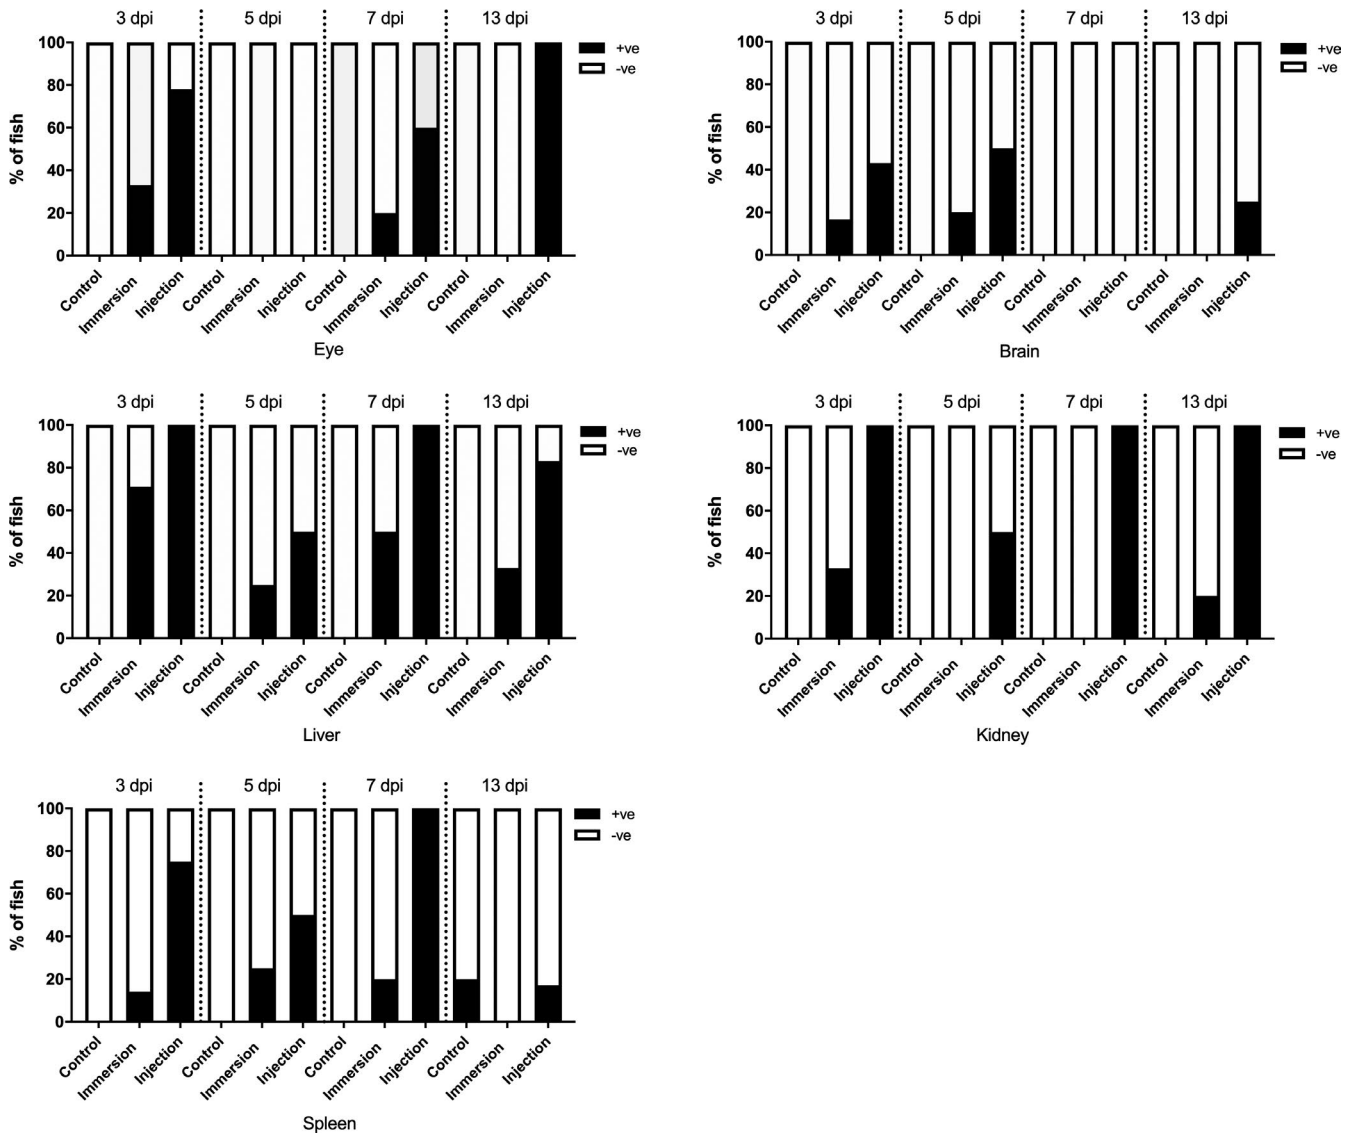 3 dpi 5 dpi 7 dpi 13 dpi
100
80
60
40
20
0
% of fish
+ve
-ve
Control Immersion Injection Control Immersion Injection Control Immersion Injection Control Immersion Injection
Eye
3 dpi 5 dpi 7 dpi 13 dpi
100
80
60
40
20
0
% of fish
+ve
-ve
Control Immersion Injection Control Immersion Injection Control Immersion Injection Control Immersion Injection
Brain
3 dpi 5 dpi 7 dpi 13 dpi
100
80
60
40
20
0
% of fish
+ve
-ve
Control Immersion Injection Control Immersion Injection Control Immersion Injection Control Immersion Injection
Liver
3 dpi 5 dpi 7 dpi 13 dpi
100
80
60
40
20
0
% of fish
+ve
-ve
Control Immersion Injection Control Immersion Injection Control Immersion Injection Control Immersion Injection
Kidney
3 dpi 5 dpi 7 dpi 13 dpi
100
80
60
40
20
0
% of fish
+ve
-ve
Control Immersion Injection Control Immersion Injection Control Immersion Injection Control Immersion Injection
Spleen